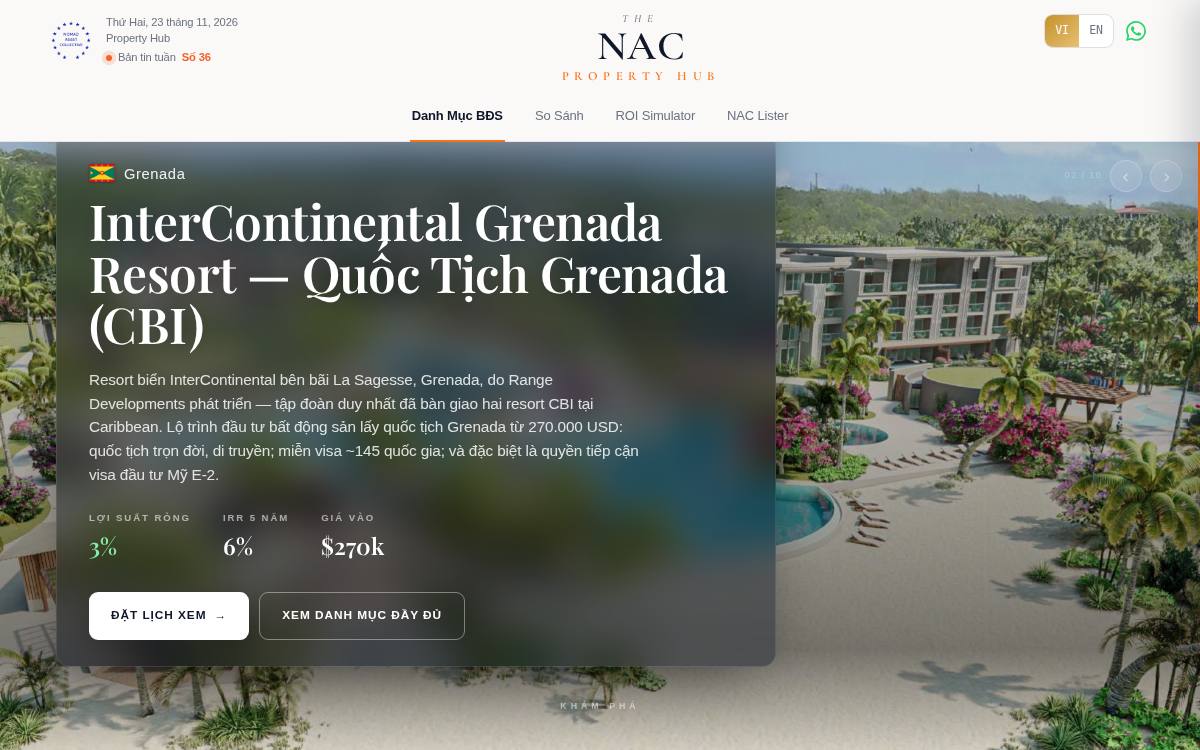 NOMAD
ASSET
COLLECTIVE
Thứ Hai, 23 tháng 11, 2026
Property Hub
Bản tin tuần Số 36
THE
NAC
PROPERTY HUB
VI EN
Danh Mục BĐS So Sánh ROI Simulator NAC Lister
02 / 10
Grenada
InterContinental Grenada
Resort — Quốc Tịch Grenada
(CBI)
Resort biển InterContinental bên bãi La Sagesse, Grenada, do Range
Developments phát triển — tập đoàn duy nhất đã bàn giao hai resort CBI tại
Caribbean. Lộ trình đầu tư bất động sản lấy quốc tịch Grenada từ 270.000 USD:
quốc tịch trọn đời, di truyền; miễn visa ~145 quốc gia; và đặc biệt là quyền tiếp cận
visa đầu tư Mỹ E-2.
LỢI SUẤT RÒNG IRR 5 NĂM GIÁ VÀO
3% 6% $270k
ĐẶT LỊCH XEM → XEM DANH MỤC ĐẦY ĐỦ
KHÁM PHÁ